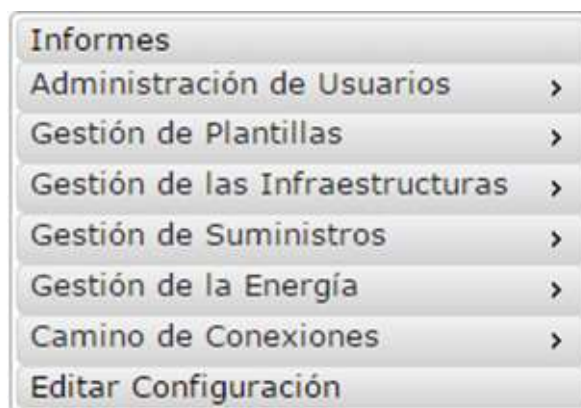 Informes
Administración de Usuarios
Gestión de Plantillas
Gestión de las Infraestructuras
Gestión de Suministros
Gestión de la Energía
Camino de Conexiones
Editar Configuración